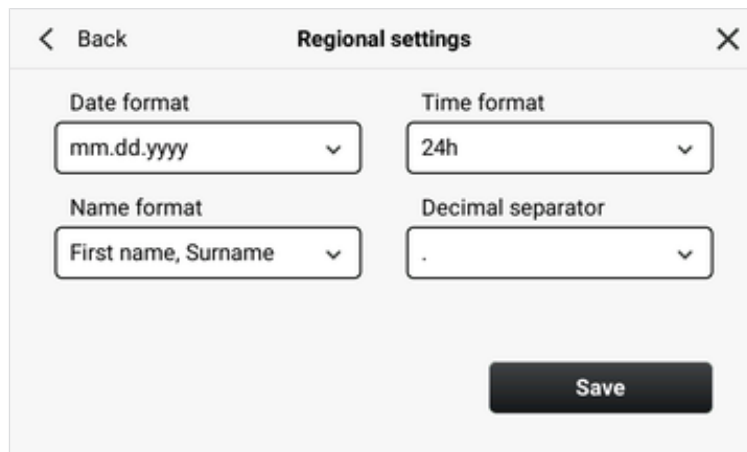 Back Regional settings
Date format Time format
mm.dd.yyyy 24h
Name format Decimal separator
First name, Surname .
Save